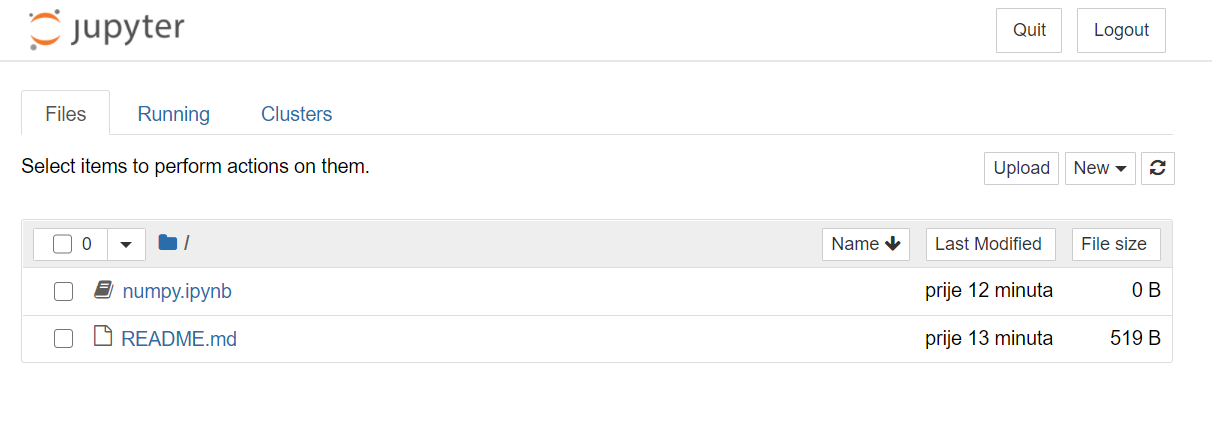 jupyter
Quit
Logout
Files
Running
Clusters
Select items to perform actions on them.
Upload
New
0
/
Name
Last Modified
File size
numpy.ipynb
prije 12 minuta
0 B
README.md
prije 13 minuta
519 B